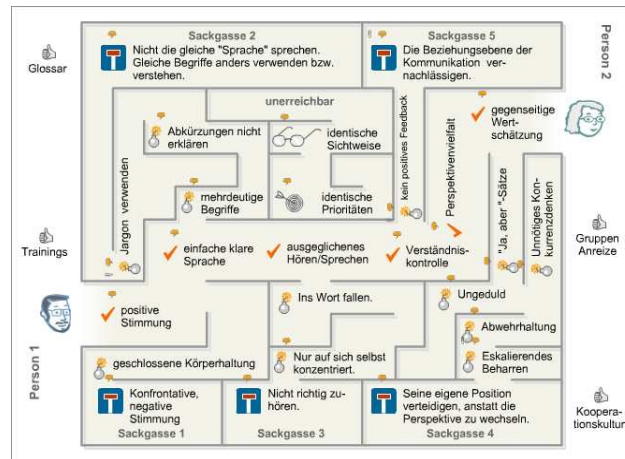 Sackgasse 2
Nicht die gleiche "Sprache" sprechen.
Gleiche Begriffe anders verwenden bzw.
verstehen.
Sackgasse 5
Die Beziehungsebene der
Kommunikation ver-
nachlässigen.
Person 2
Glossar
unerreichbar
Abkürzungen nicht
erklären
identische
Sichtweise
kein positives Feedback
gegenseitige
Wert-
schätzung
Jargon verwenden
mehrdeutige
Begriffe
identische
Prioritäten
Perspektivenvielfalt
"Ja, aber"-Sätze
Unnötiges Kon-
kurrenzdenken
Trainings
einfache klare
Sprache
ausgeglichenes
Hören/Sprechen
Verständnis-
kontrolle
Gruppen
Anreize
positive
Stimmung
Ins Wort fallen.
Ungeduld
Abwehrhaltung
Person 1
geschlossene Körperhaltung
Nur auf sich selbst
konzentriert.
Eskalierendes
Beharren
Konfrontative,
negative
Stimmung
Sackgasse 1
Nicht richtig zu-
hören.
Sackgasse 3
Seine eigene Position
verteidigen, anstatt die
Perspektive zu wechseln.
Sackgasse 4
Koopera-
tionskultur